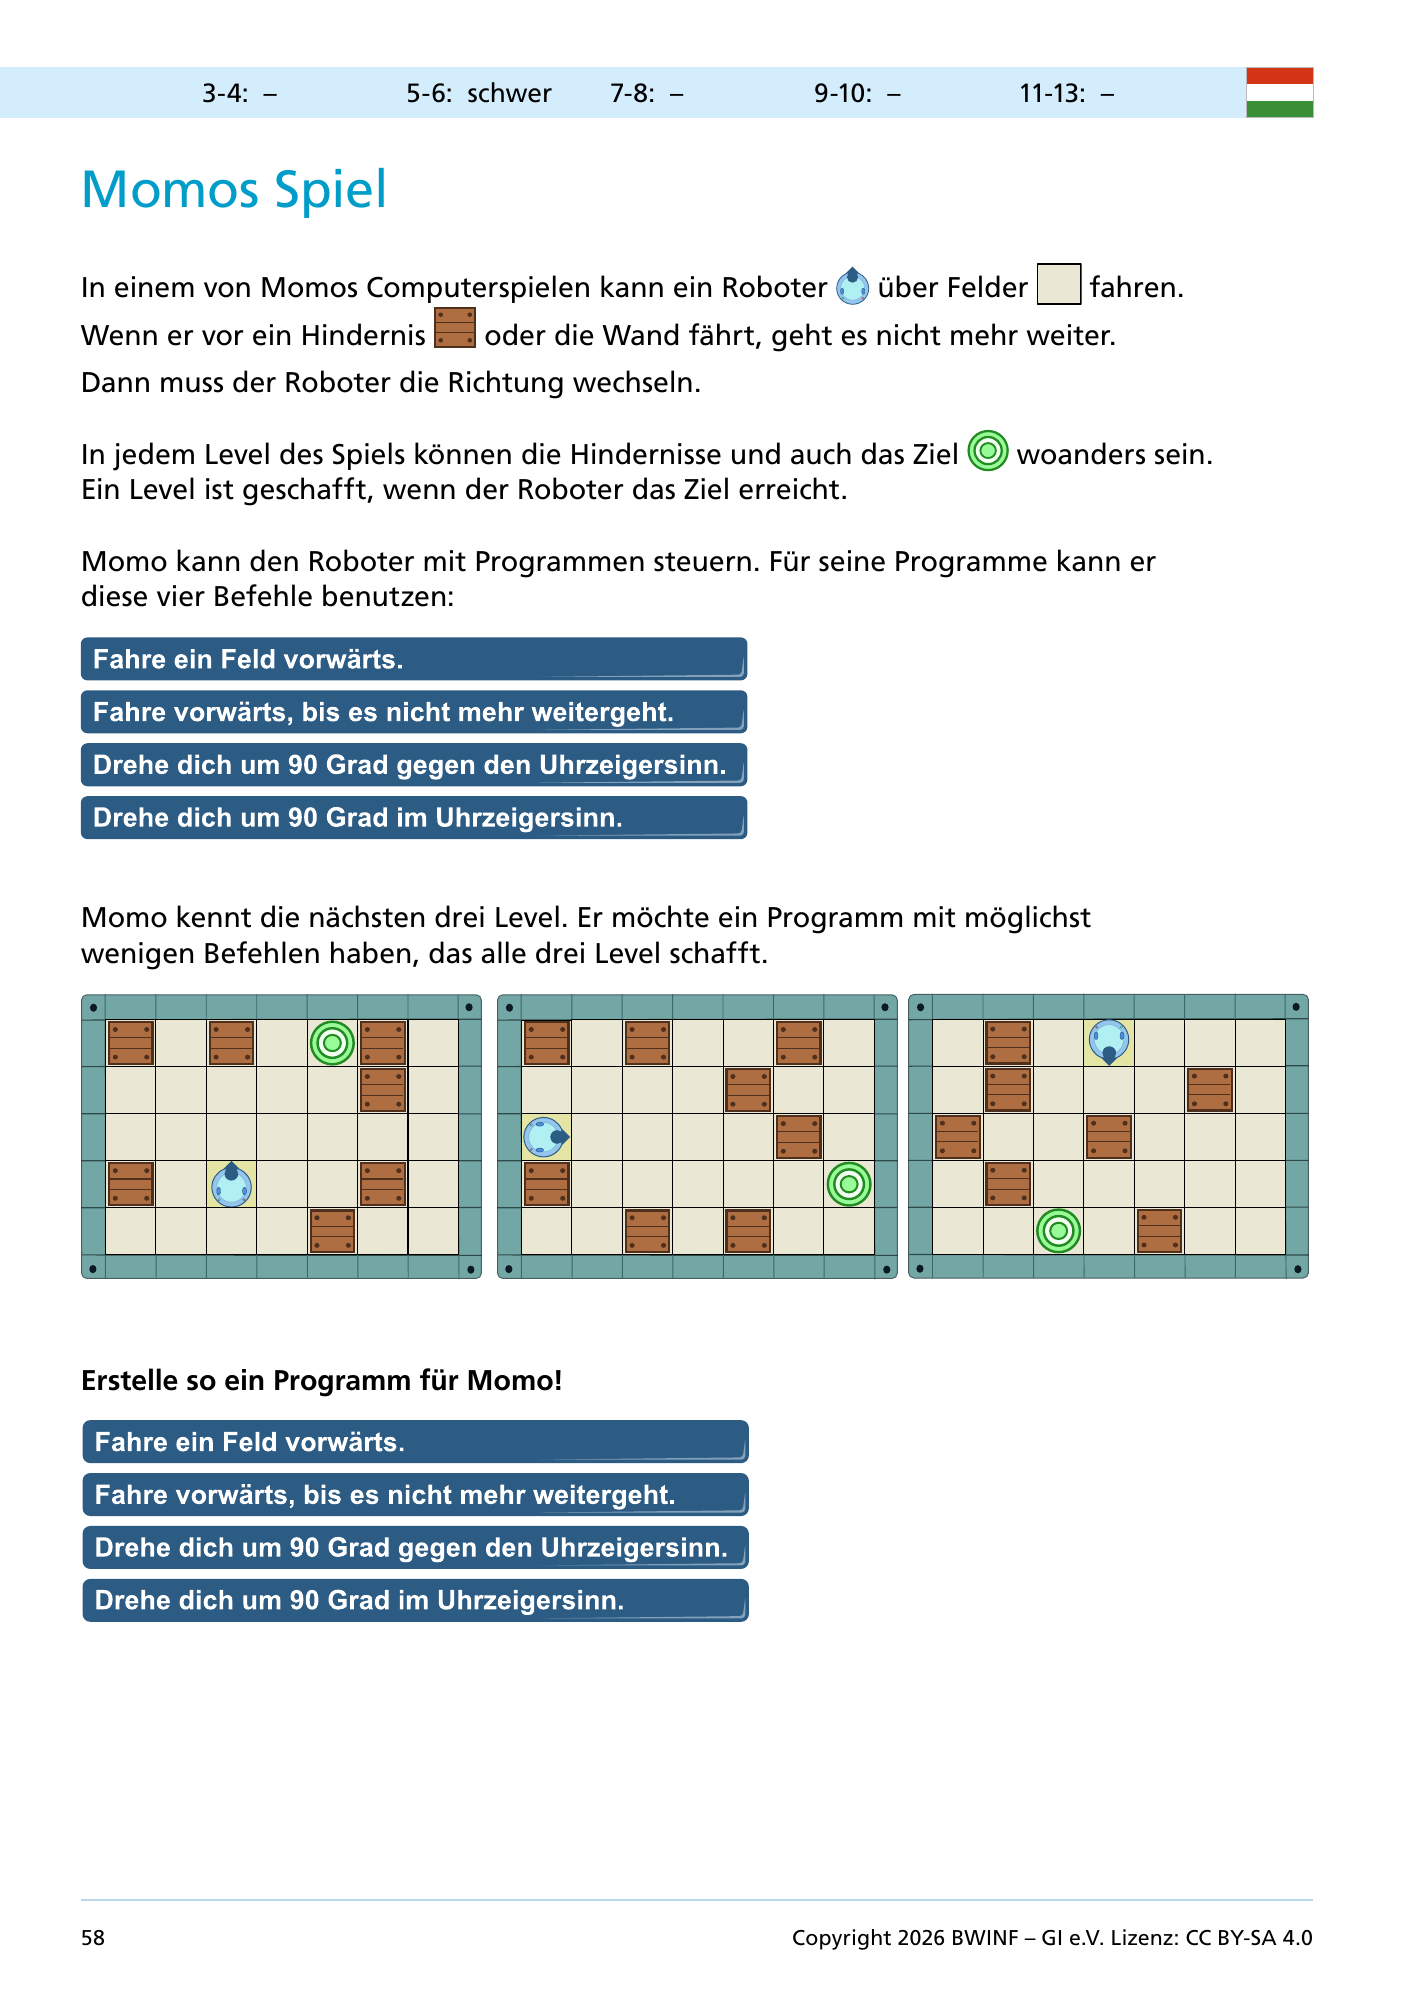 3-4: – 5-6: schwer 7-8: – 9-10: – 11-13: –
Momos Spiel
In einem von Momos Computerspielen kann ein Roboter über Felder fahren.
Wenn er vor ein Hindernis oder die Wand fährt, geht es nicht mehr weiter.
Dann muss der Roboter die Richtung wechseln.
In jedem Level des Spiels können die Hindernisse und auch das Ziel woanders sein.
Ein Level ist geschafft, wenn der Roboter das Ziel erreicht.
Momo kann den Roboter mit Programmen steuern. Für seine Programme kann er
diese vier Befehle benutzen:
Fahre ein Feld vorwärts.
Fahre vorwärts, bis es nicht mehr weitergeht.
Drehe dich um 90 Grad gegen den Uhrzeigersinn.
Drehe dich um 90 Grad im Uhrzeigersinn.
Momo kennt die nächsten drei Level. Er möchte ein Programm mit möglichst
wenigen Befehlen haben, das alle drei Level schafft.
Erstelle so ein Programm für Momo!
Fahre ein Feld vorwärts.
Fahre vorwärts, bis es nicht mehr weitergeht.
Drehe dich um 90 Grad gegen den Uhrzeigersinn.
Drehe dich um 90 Grad im Uhrzeigersinn.
58 Copyright 2026 BWINF – GI e.V. Lizenz: CC BY-SA 4.0